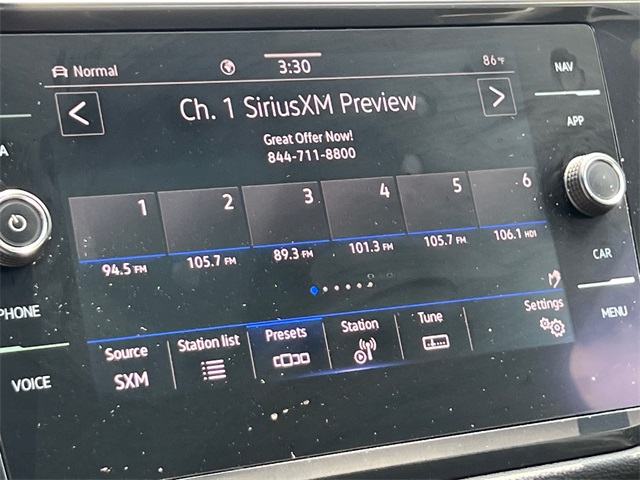 Normal
3:30
86°F
NAV
< Ch. 1 SiriusXM Preview >
APP
Great Offer Now!
844-711-8800
1 2 3 4 5 6
94.5 FM 105.7 FM 89.3 FM 101.3 FM 105.7 FM 106.1 HD1
CAR
PHONE
MENU
Source Station list Presets Station Tune Settings
SXM
VOICE